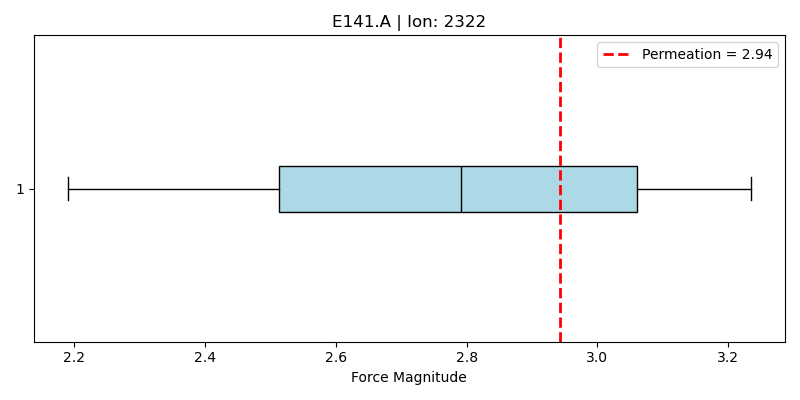 E141.A | Ion: 2322
Permeation = 2.94
1
2.2 2.4 2.6 2.8 3.0 3.2
Force Magnitude